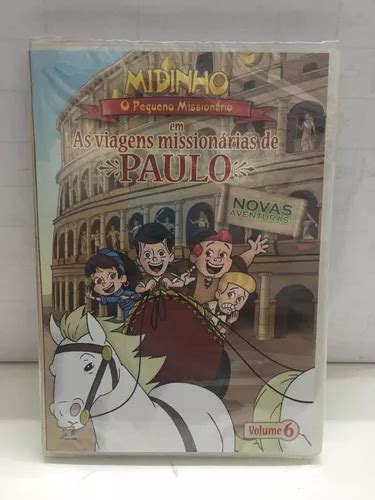 MIDINHO
O Pequeno Missionário
em
As viagens missionárias de
PAULO
NOVAS
AVENTURAS!
Volume 6